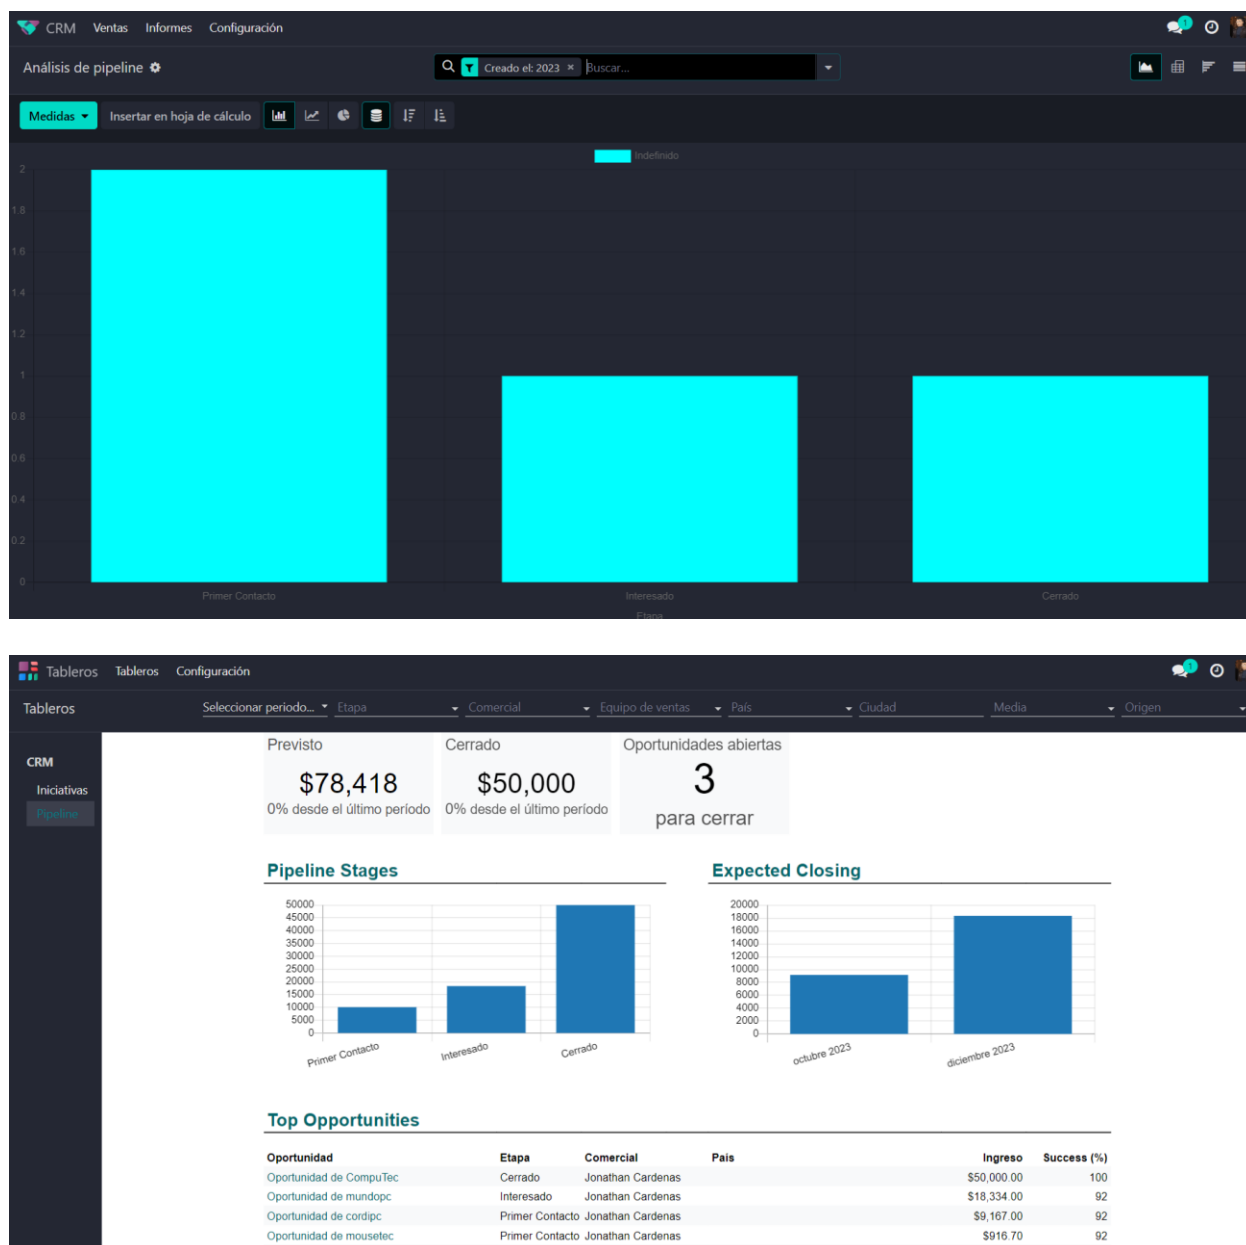 CRM Ventas Informes Configuración 1
Análisis de pipeline Creado el: 2023 × Buscar...
Medidas Insertar en hoja de cálculo
Indefinido
2
1.8
1.6
1.4
1.2
1
0.8
0.6
0.4
0.2
0
Primer Contacto Interesado Cerrado
Etapa
Tableros Tableros Configuración 1
Tableros Seleccionar periodo... Etapa Comercial Equipo de ventas País Ciudad Media Origen
CRM
Iniciativas
Pipeline
Previsto Cerrado Oportunidades abiertas
$78,418 $50,000 3
0% desde el último período 0% desde el último período para cerrar
Pipeline Stages
50000
45000
40000
35000
30000
25000
20000
15000
10000
5000
0
Primer Contacto Interesado Cerrado
Expected Closing
20000
18000
16000
14000
12000
10000
8000
6000
4000
2000
0
octubre 2023 diciembre 2023
Top Opportunities
Oportunidad Etapa Comercial País Ingreso Success (%)
Oportunidad de CompuTec Cerrado Jonathan Cardenas $50,000.00 100
Oportunidad de mundopc Interesado Jonathan Cardenas $18,334.00 92
Oportunidad de cordipc Primer Contacto Jonathan Cardenas $9,167.00 92
Oportunidad de mousetec Primer Contacto Jonathan Cardenas $916.70 92